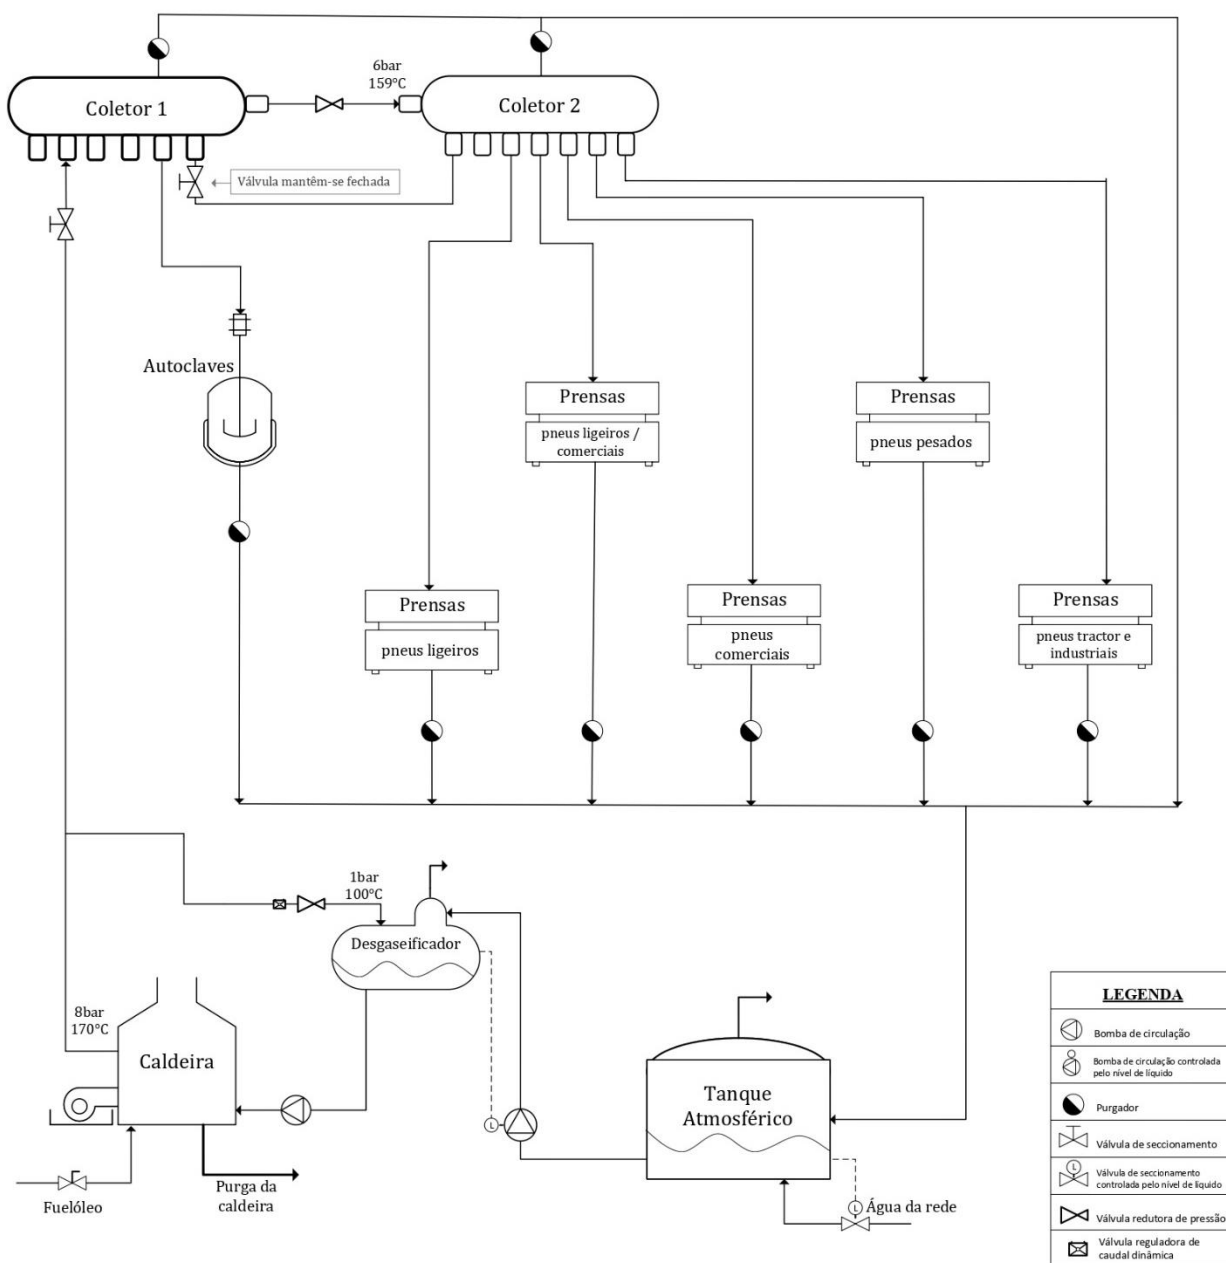 6bar
159°C
Coletor 1
Coletor 2
Válvula mantêm-se fechada
Autoclaves
Prensas
pneus ligeiros /
comerciais
Prensas
pneus pesados
Prensas
pneus ligeiros
Prensas
pneus
comerciais
Prensas
pneus tractor e
industriais
1bar
100°C
Desgaseificador
8bar
170°C
Caldeira
Tanque
Atmosférico
L
Purga da
caldeira
Fuelóleo
L
Água da rede
LEGENDA
Bomba de circulação
Bomba de circulação controlada
pelo nível de líquido
Purgador
Válvula de seccionamento
L
Válvula de seccionamento
controlada pelo nível de líquido
Válvula redutora de pressão
Válvula reguladora de
caudal dinâmica